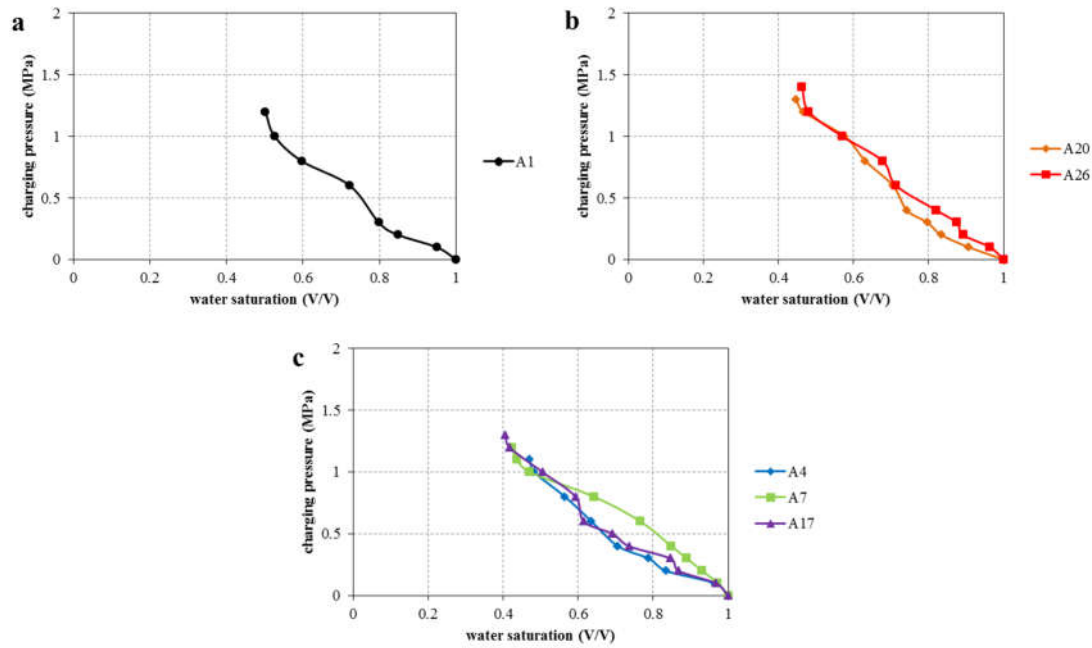 a
2
1.5
1
0.5
0
0 0.2 0.4 0.6 0.8 1
charging pressure (MPa)
water saturation (V/V)
A1
b
2
1.5
1
0.5
0
0 0.2 0.4 0.6 0.8 1
charging pressure (MPa)
water saturation (V/V)
A20
A26
c
2
1.5
1
0.5
0
0 0.2 0.4 0.6 0.8 1
charging pressure (MPa)
water saturation (V/V)
A4
A7
A17